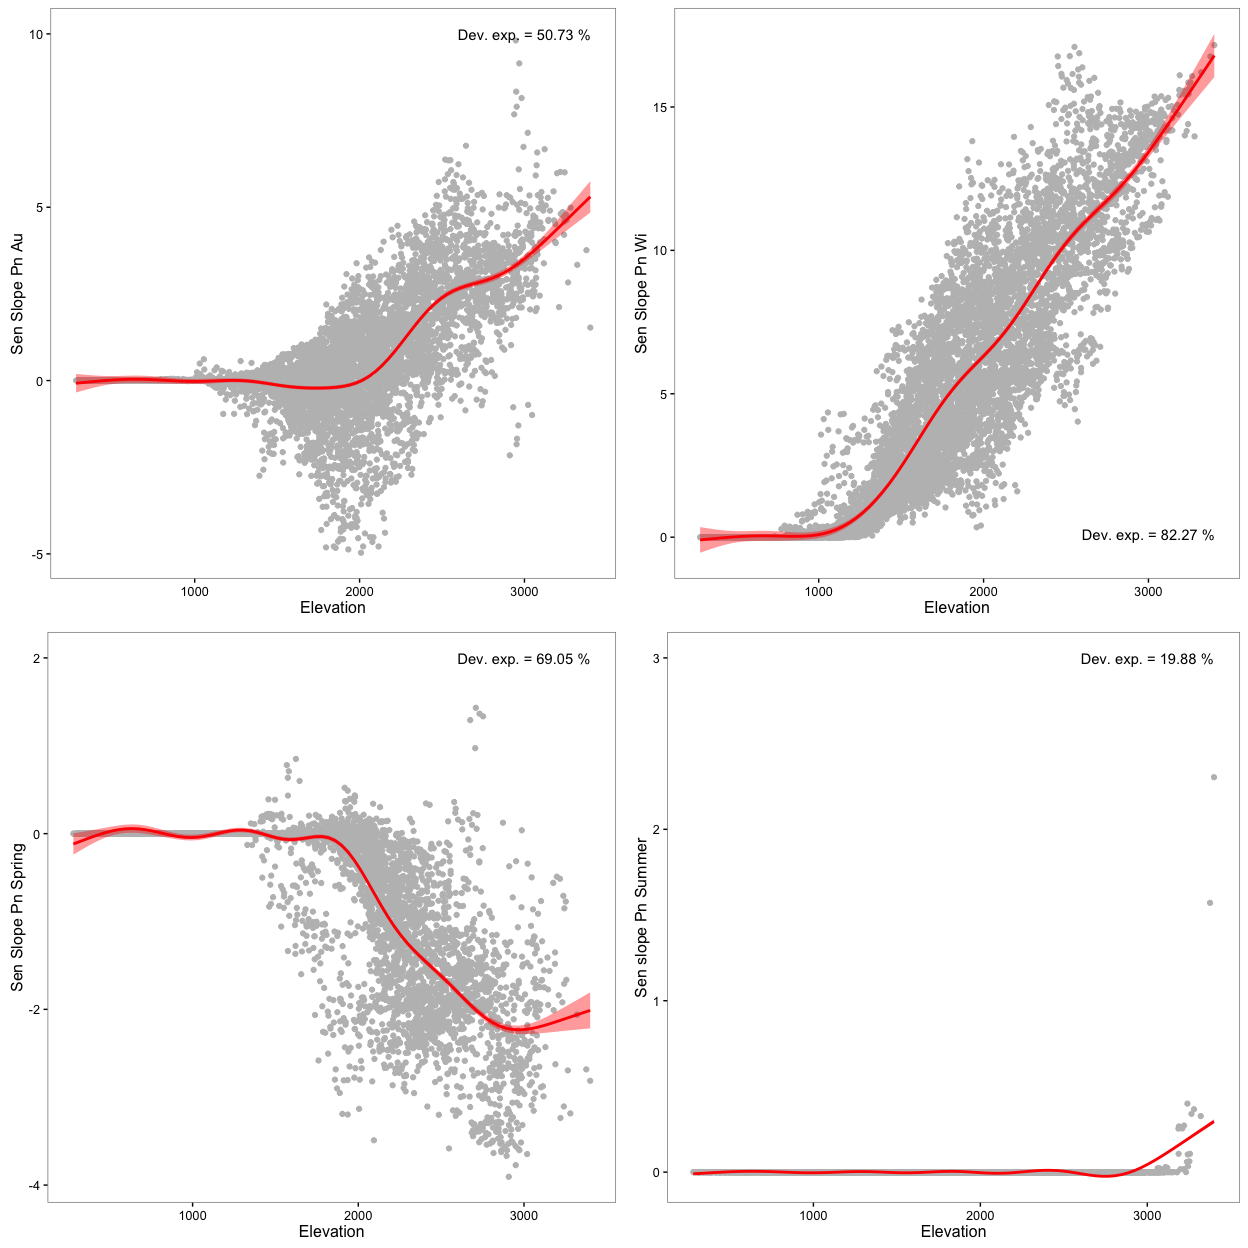 Dev. exp. = 50.73 %
10
5
0
-5
Sen Slope Pn Au
1000 2000 3000
Elevation
Dev. exp. = 82.27 %
15
10
5
0
Sen Slope Pn Wi
1000 2000 3000
Elevation
Dev. exp. = 69.05 %
2
0
-2
-4
Sen Slope Pn Spring
1000 2000 3000
Elevation
Dev. exp. = 19.88 %
3
2
1
0
Sen slope Pn Summer
1000 2000 3000
Elevation